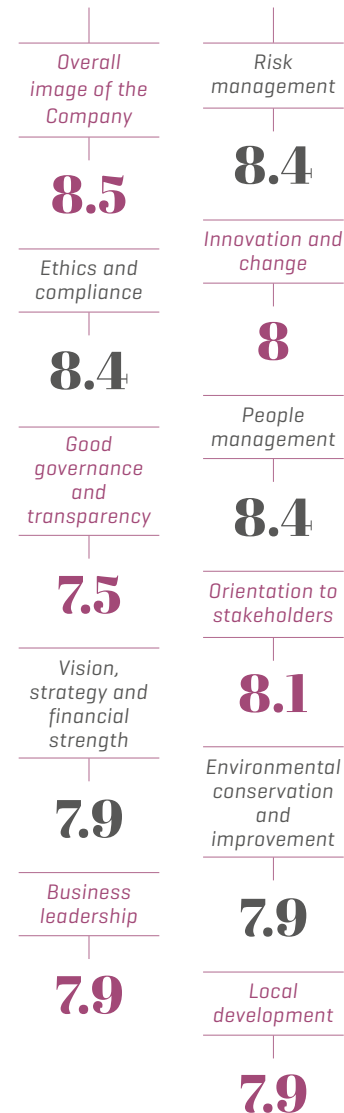 Overall
image of the
Company
8.5
Ethics and
compliance
8.4
Good
governance
and
transparency
7.5
Vision,
strategy and
financial
strength
7.9
Business
leadership
7.9
Risk
management
8.4
Innovation and
change
8
People
management
8.4
Orientation to
stakeholders
8.1
Environmental
conservation
and
improvement
7.9
Local
development
7.9